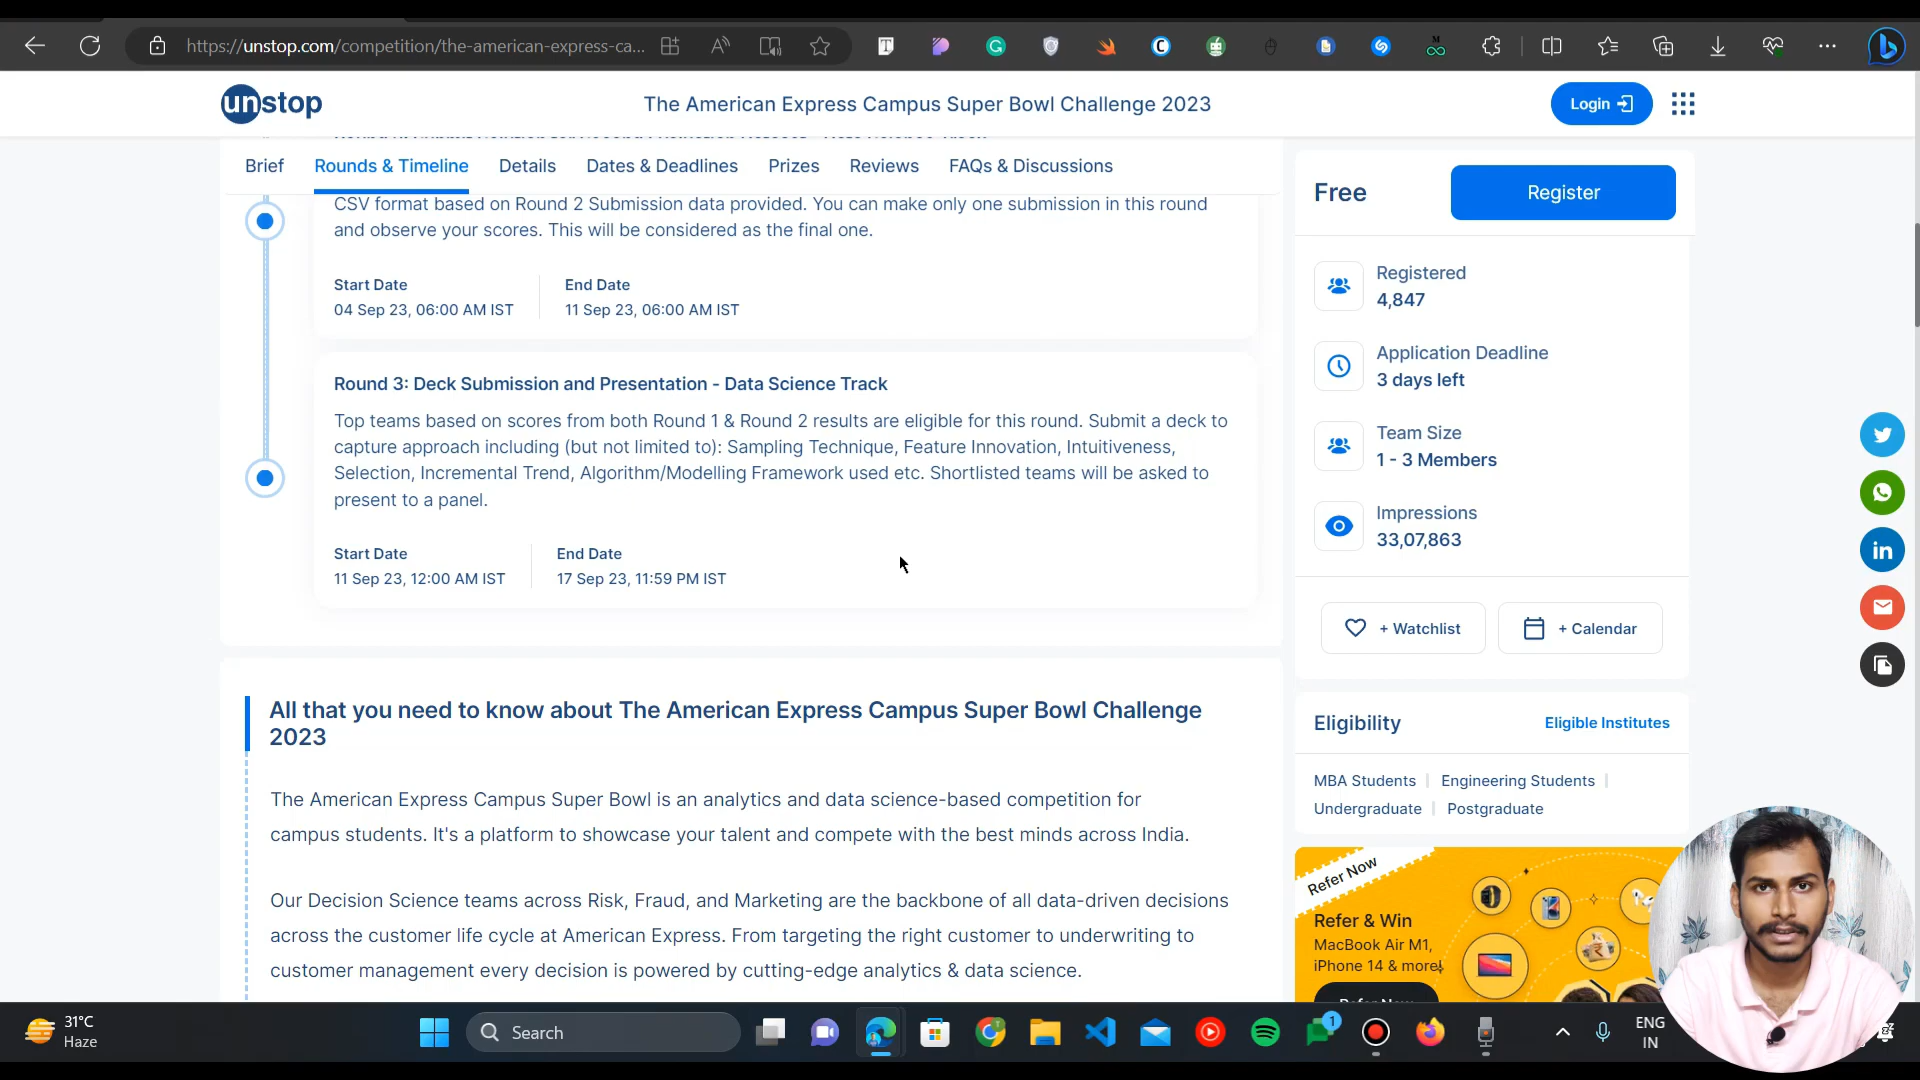 https://unstop.com/competition/the-american-express-ca...
unstop
The American Express Campus Super Bowl Challenge 2023
Login
Brief
Rounds & Timeline
Details
Dates & Deadlines
Prizes
Reviews
FAQs & Discussions
CSV format based on Round 2 Submission data provided. You can make only one submission in this round
and observe your scores. This will be considered as the final one.
Start Date
04 Sep 23, 06:00 AM IST
End Date
11 Sep 23, 06:00 AM IST
Round 3: Deck Submission and Presentation - Data Science Track
Top teams based on scores from both Round 1 & Round 2 results are eligible for this round. Submit a deck to
capture approach including (but not limited to): Sampling Technique, Feature Innovation, Intuitiveness,
Selection, Incremental Trend, Algorithm/Modelling Framework used etc. Shortlisted teams will be asked to
present to a panel.
Start Date
11 Sep 23, 12:00 AM IST
End Date
17 Sep 23, 11:59 PM IST
All that you need to know about The American Express Campus Super Bowl Challenge
2023
The American Express Campus Super Bowl is an analytics and data science-based competition for
campus students. It's a platform to showcase your talent and compete with the best minds across India.
Our Decision Science teams across Risk, Fraud, and Marketing are the backbone of all data-driven decisions
across the customer life cycle at American Express. From targeting the right customer to underwriting to
customer management every decision is powered by cutting-edge analytics & data science.
Free
Register
Registered
4,847
Application Deadline
3 days left
Team Size
1 - 3 Members
Impressions
33,07,863
+ Watchlist
+ Calendar
Eligibility
Eligible Institutes
MBA Students
Engineering Students
Undergraduate
Postgraduate
Refer Now
Refer & Win
MacBook Air M1,
iPhone 14 & more!
Refer Now
31°C
Haze
Search
1
ENG
IN